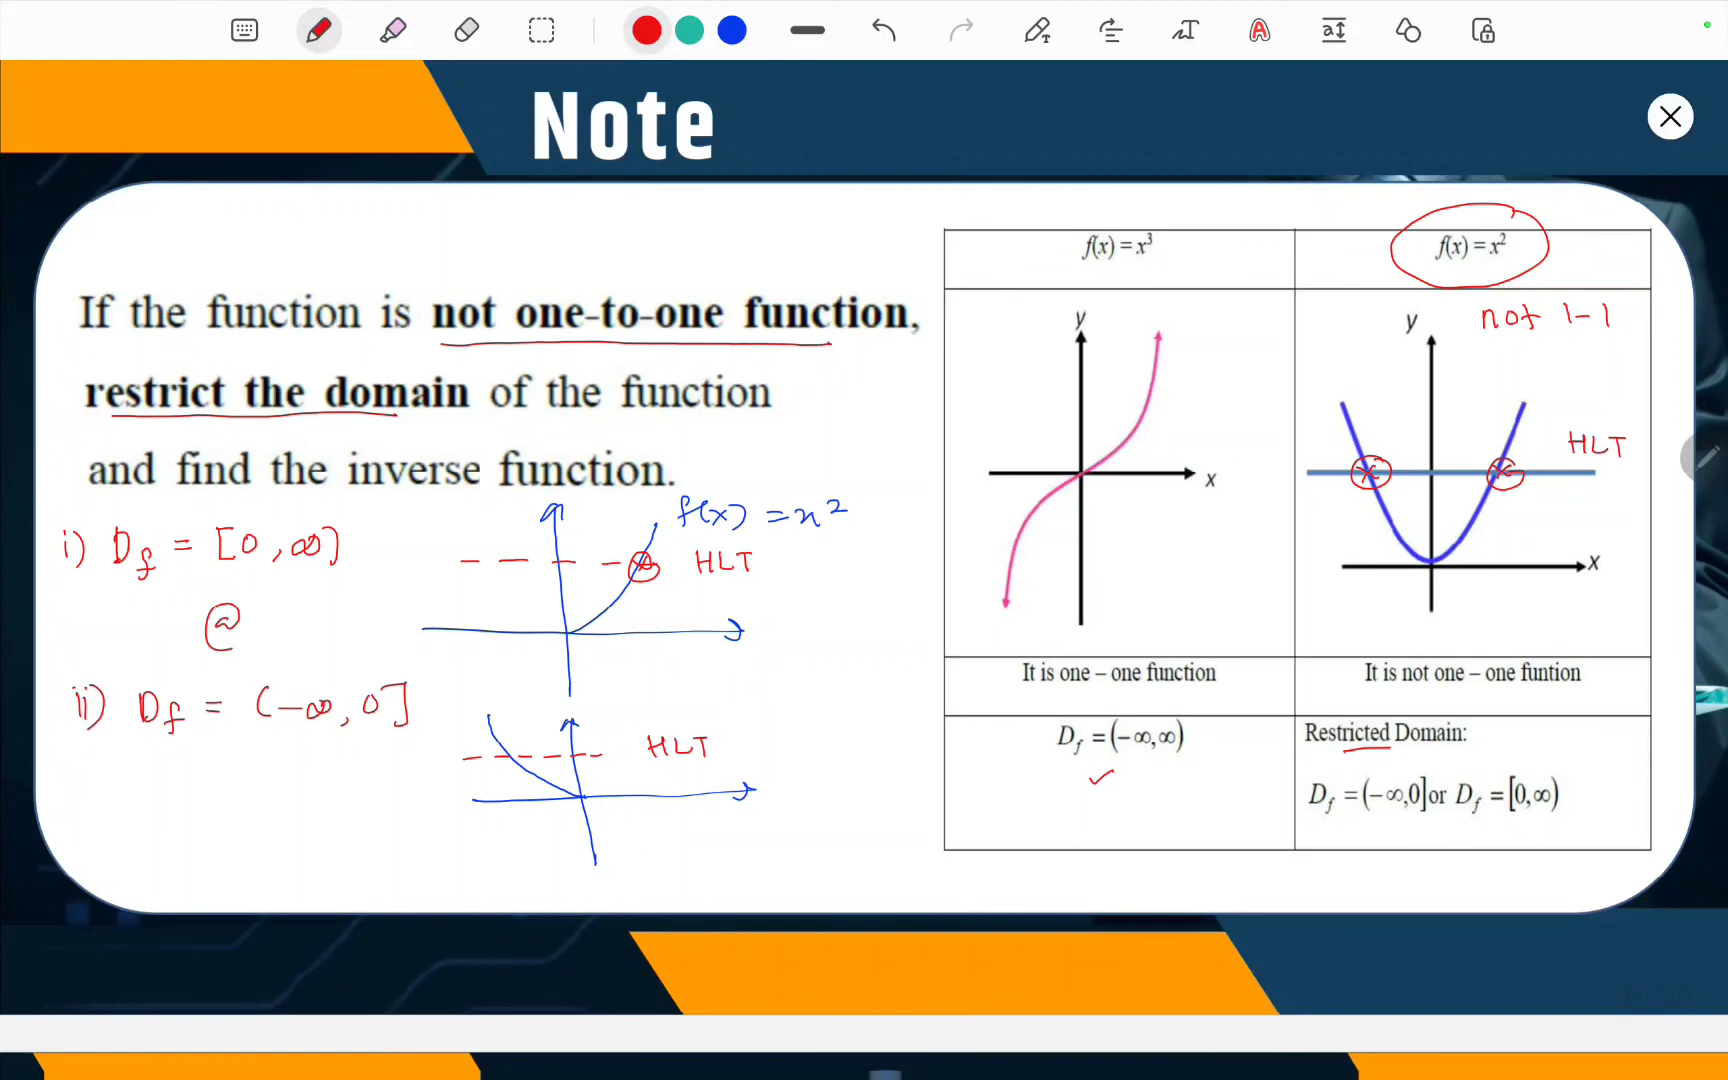 Note
If the function is not one-to-one function,
restrict the domain of the function
and find the inverse function.
i) Df = [0, ∞]
@
ii) Df = (-∞, 0]
f(x) = x²
HLT
HLT
f(x) = x³
f(x) = x²
y
x
not 1-1
y
HLT
x
It is one – one function
It is not one – one funtion
Df = (-∞,∞)
Restricted Domain:
Df = (-∞,0] or Df = [0,∞)